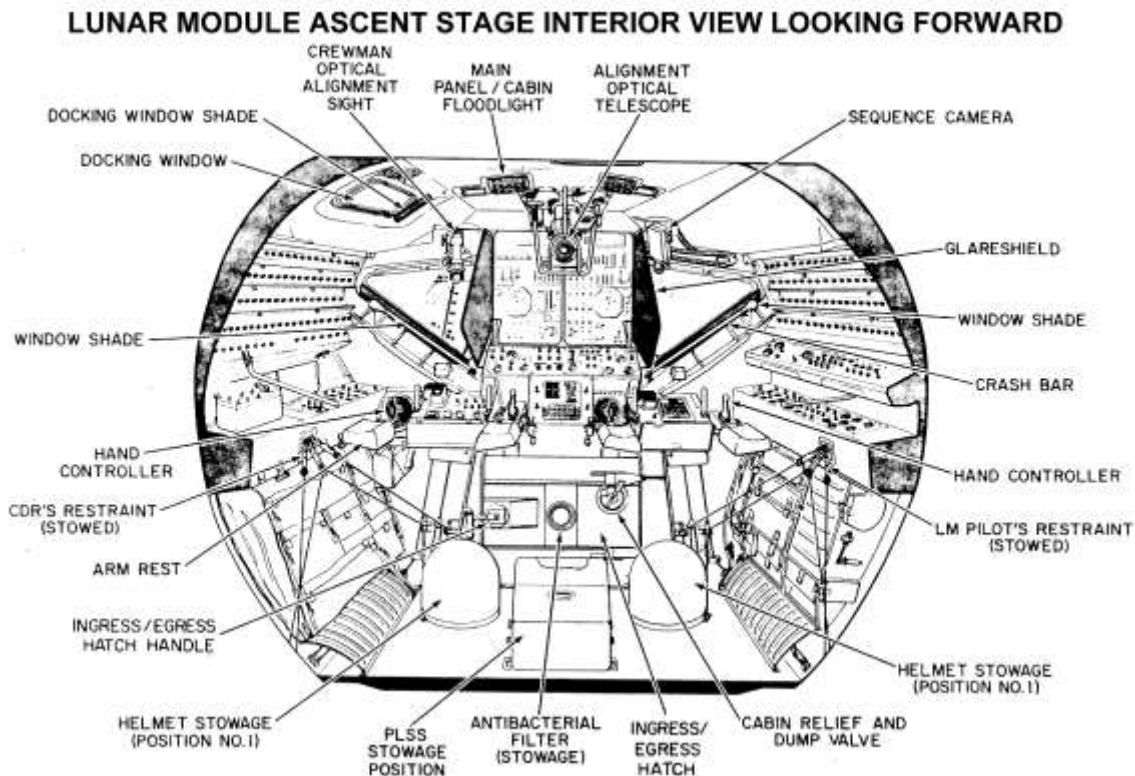 LUNAR MODULE ASCENT STAGE INTERIOR VIEW LOOKING FORWARD
CREWMAN
OPTICAL
ALIGNMENT
SIGHT
MAIN
PANEL/CABIN
FLOODLIGHT
ALIGNMENT
OPTICAL
TELESCOPE
DOCKING WINDOW SHADE
SEQUENCE CAMERA
DOCKING WINDOW
GLARESHIELD
WINDOW SHADE
WINDOW SHADE
CRASH BAR
HAND
CONTROLLER
HAND CONTROLLER
CDR'S RESTRAINT
(STOWED)
LM PILOT'S RESTRAINT
(STOWED)
ARM REST
INGRESS/EGRESS
HATCH HANDLE
HELMET STOWAGE
(POSITION NO.1)
HELMET STOWAGE
(POSITION NO.1)
PLSS
STOWAGE
POSITION
ANTIBACTERIAL
FILTER
(STOWAGE)
INGRESS/
EGRESS
HATCH
CABIN RELIEF AND
DUMP VALVE